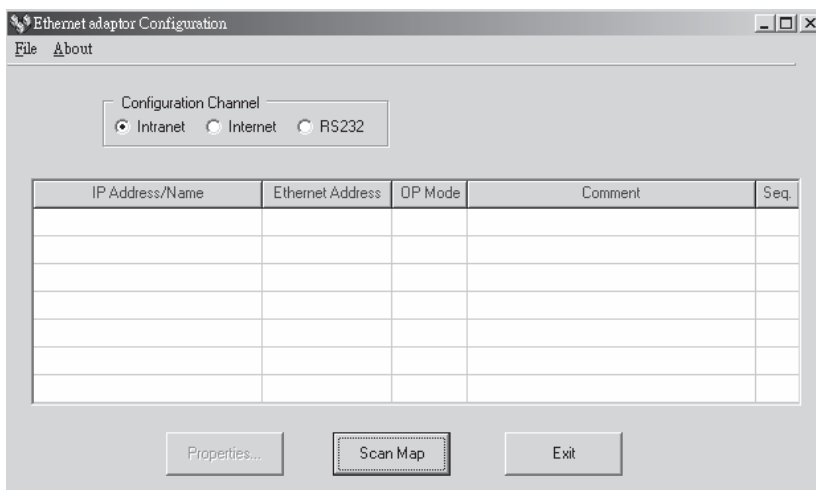 Ethernet adaptor Configuration
File About
Configuration Channel
Intranet Internet RS232
IP Address/Name Ethernet Address OP Mode Comment Seq.
Properties... Scan Map Exit